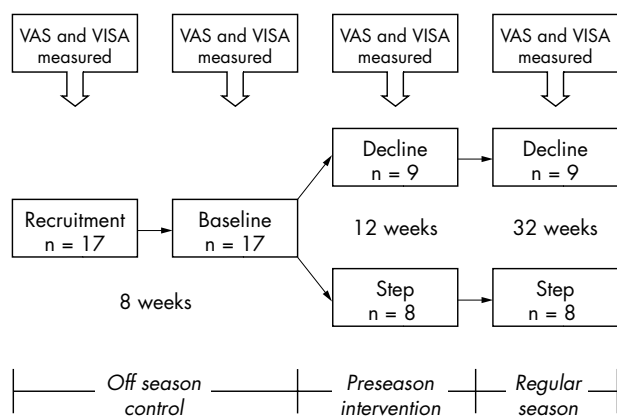 VAS and VISA
measured
VAS and VISA
measured
VAS and VISA
measured
VAS and VISA
measured
Decline
n = 9
Decline
n = 9
Recruitment
n = 17
Baseline
n = 17
12 weeks
32 weeks
8 weeks
Step
n = 8
Step
n = 8
Off season
control
Preseason
intervention
Regular
season